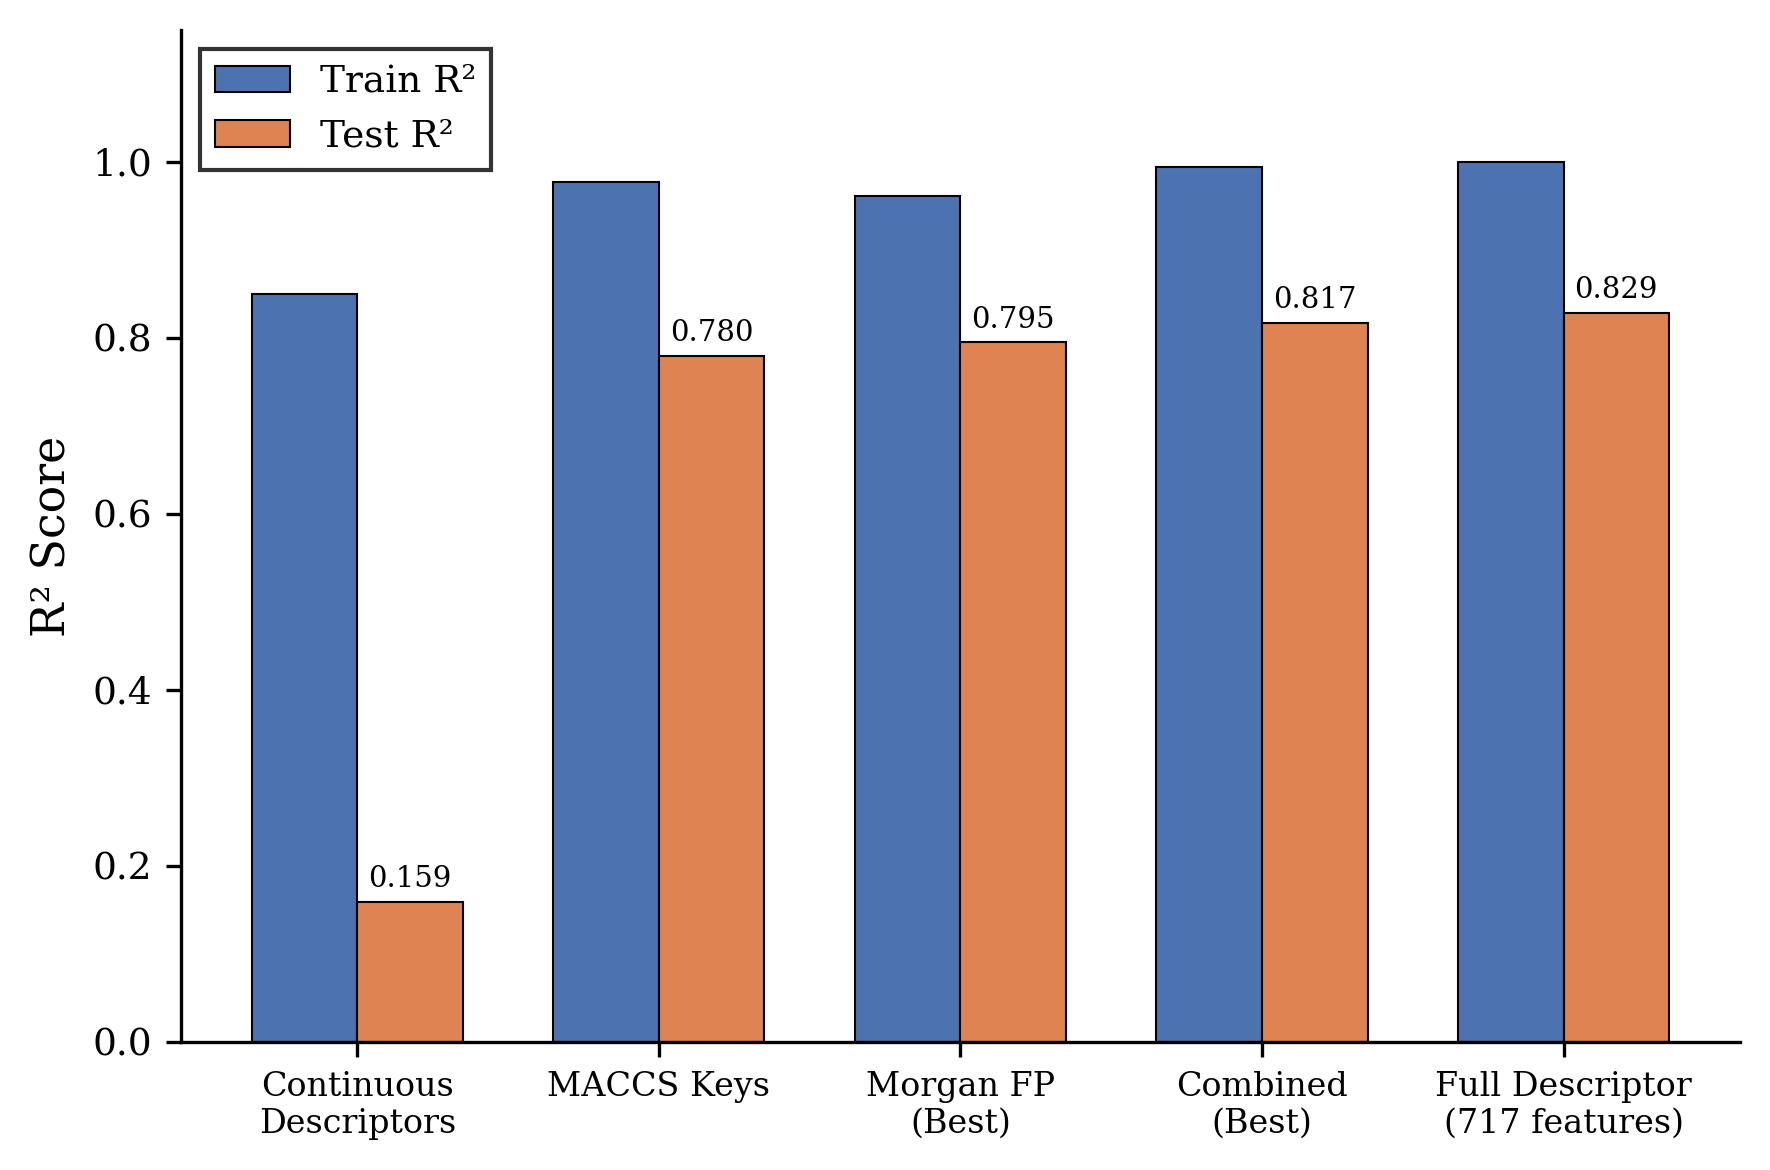 Train R²
Test R²
R² Score
1.0
0.8
0.6
0.4
0.2
0.0
0.159
0.780
0.795
0.817
0.829
Continuous
Descriptors
MACCS Keys
Morgan FP
(Best)
Combined
(Best)
Full Descriptor
(717 features)